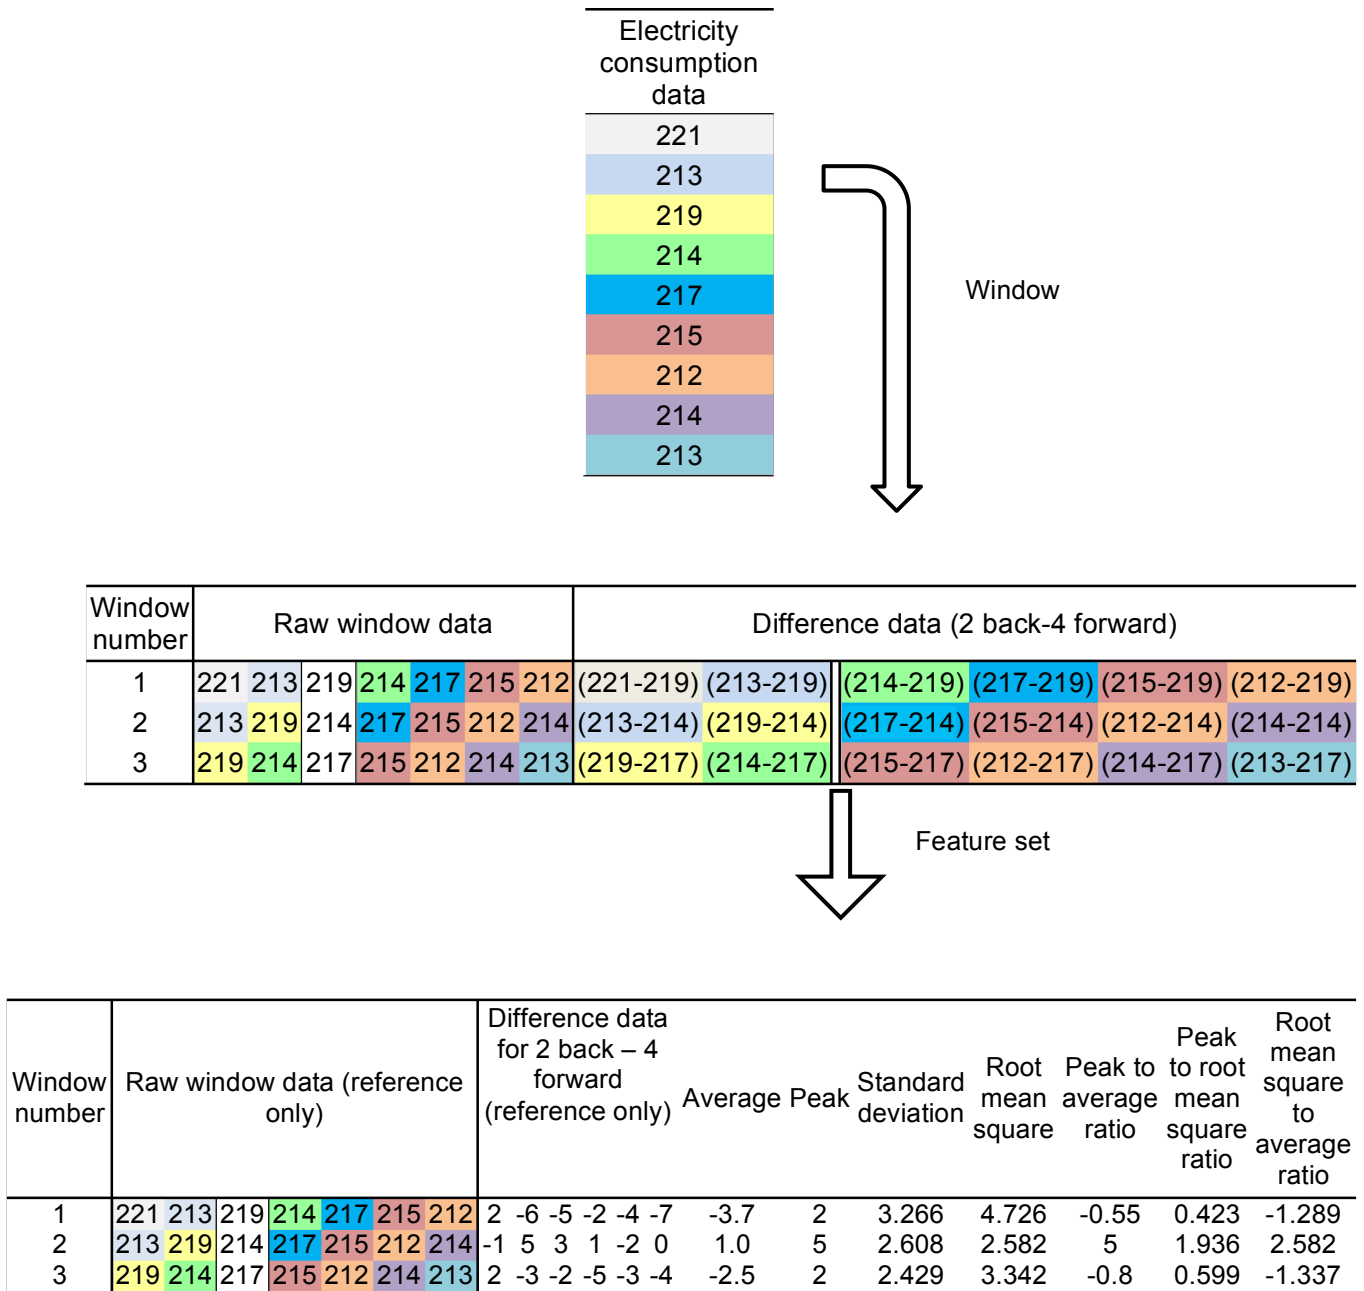 Electricity
consumption
data
221
213
219
214
217
215
212
214
213
Window
Window
number
Raw window data
Difference data (2 back-4 forward)
1 221 213 219 214 217 215 212 (221-219) (213-219) (214-219) (217-219) (215-219) (212-219)
2 213 219 214 217 215 212 214 (213-214) (219-214) (217-214) (215-214) (212-214) (214-214)
3 219 214 217 215 212 214 213 (219-217) (214-217) (215-217) (212-217) (214-217) (213-217)
Feature set
Window
number
Raw window data (reference
only)
Difference data
for 2 back – 4
forward
(reference only)
Average
Peak
Standard
deviation
Root
mean
square
Peak to
average
ratio
Peak
to root
mean
square
ratio
Root
mean
square
to
average
ratio
1 221 213 219 214 217 215 212 2 -6 -5 -2 -4 -7 -3.7 2 3.266 4.726 -0.55 0.423 -1.289
2 213 219 214 217 215 212 214 -1 5 3 1 -2 0 1.0 5 2.608 2.582 5 1.936 2.582
3 219 214 217 215 212 214 213 2 -3 -2 -5 -3 -4 -2.5 2 2.429 3.342 -0.8 0.599 -1.337